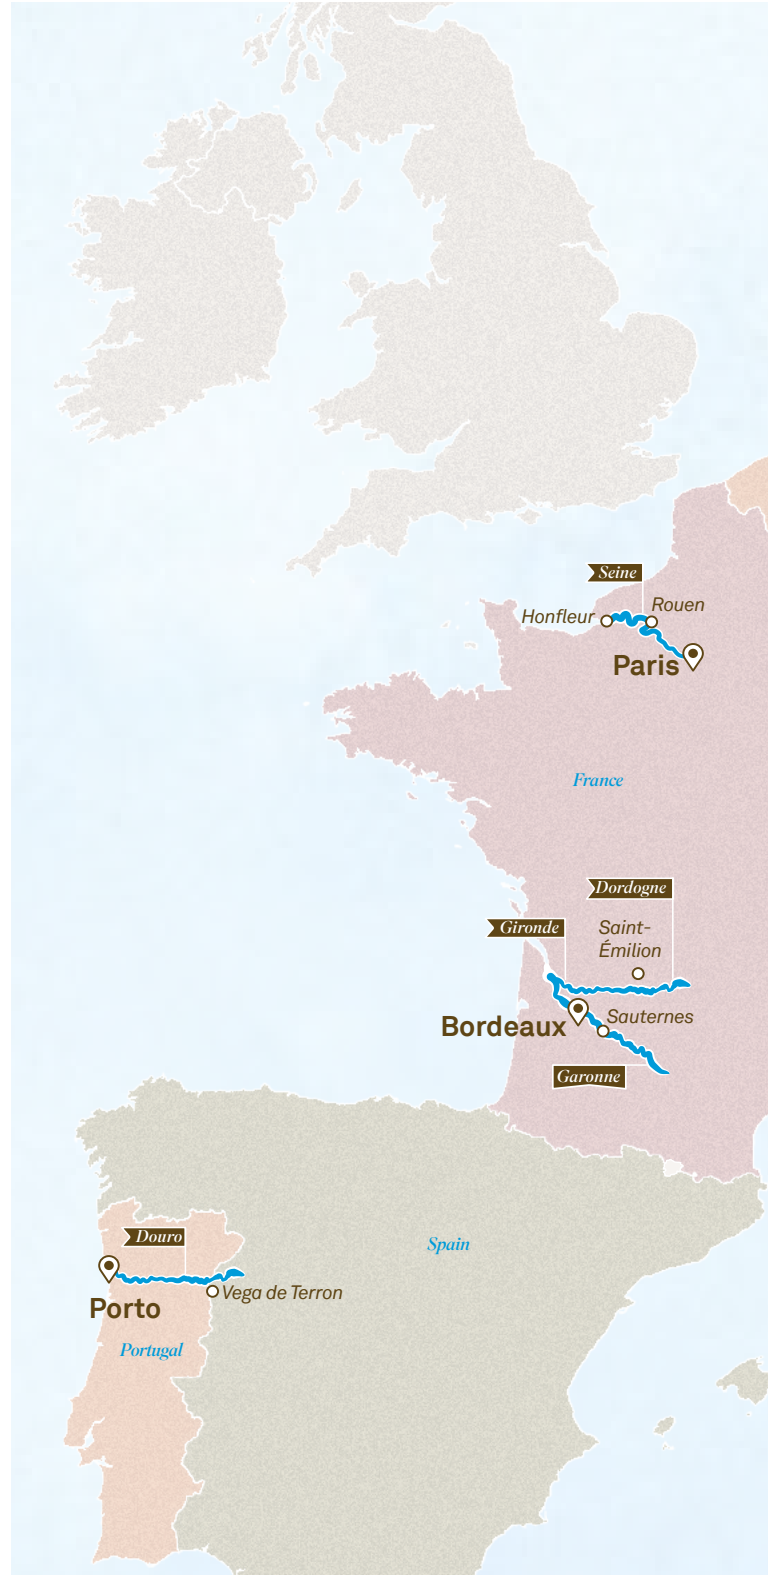 Seine
Honfleur
Rouen
Paris
France
Dordogne
Gironde
Saint-
Émilion
Sauternes
Bordeaux
Garonne
Douro
Spain
Vega de Terron
Porto
Portugal